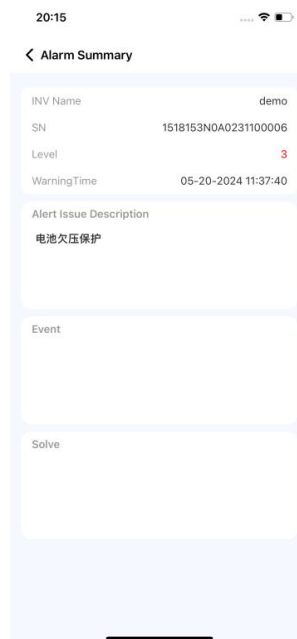 20:15
Alarm Summary
INV Name demo
SN 1518153N0A0231100006
Level 3
WarningTime 05-20-2024 11:37:40
Alert Issue Description
电池欠压保护
Event
Solve